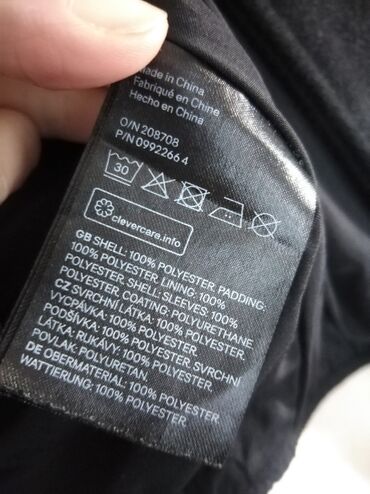 Made in China
Fabriqué en Chine
Hecho en China
O/N 208708
P/N 0992266 4
30
clevercare.info
GB SHELL: 100% POLYESTER, PADDING:
100% POLYESTER, LINING: 100%
POLYESTER, SHELL: SLEEVES: 100%
POLYESTER, COATING: POLYURETHANE
CZ SVRCHNÍ LÁTKA: 100% POLYESTER,
VYCPÁVKA: 100% POLYESTER,
PODŠÍVKA: 100% POLYESTER, SVRCHNÍ
LÁTKA: RUKÁVY: 100% POLYESTER,
POVLAK: POLYURETAN
DE OBERMATERIAL: 100% POLYESTER,
WATTIERUNG: 100% POLYESTER